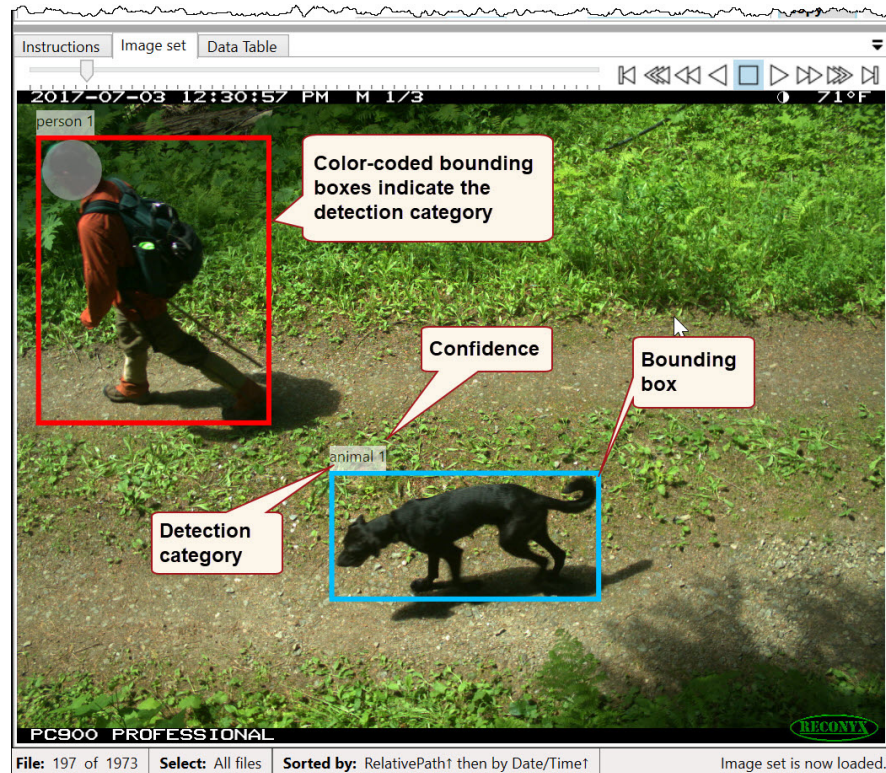 Instructions Image set Data Table
2017-07-03 12:30:57 PM M 1/3 71°F
person 1
Color-coded bounding
boxes indicate the
detection category
Confidence
Bounding
box
animal 1
Detection
category
PC900 PROFESSIONAL
RECONYX
File: 197 of 1973 Select: All files Sorted by: RelativePath↑ then by Date/Time↑ Image set is now loaded.